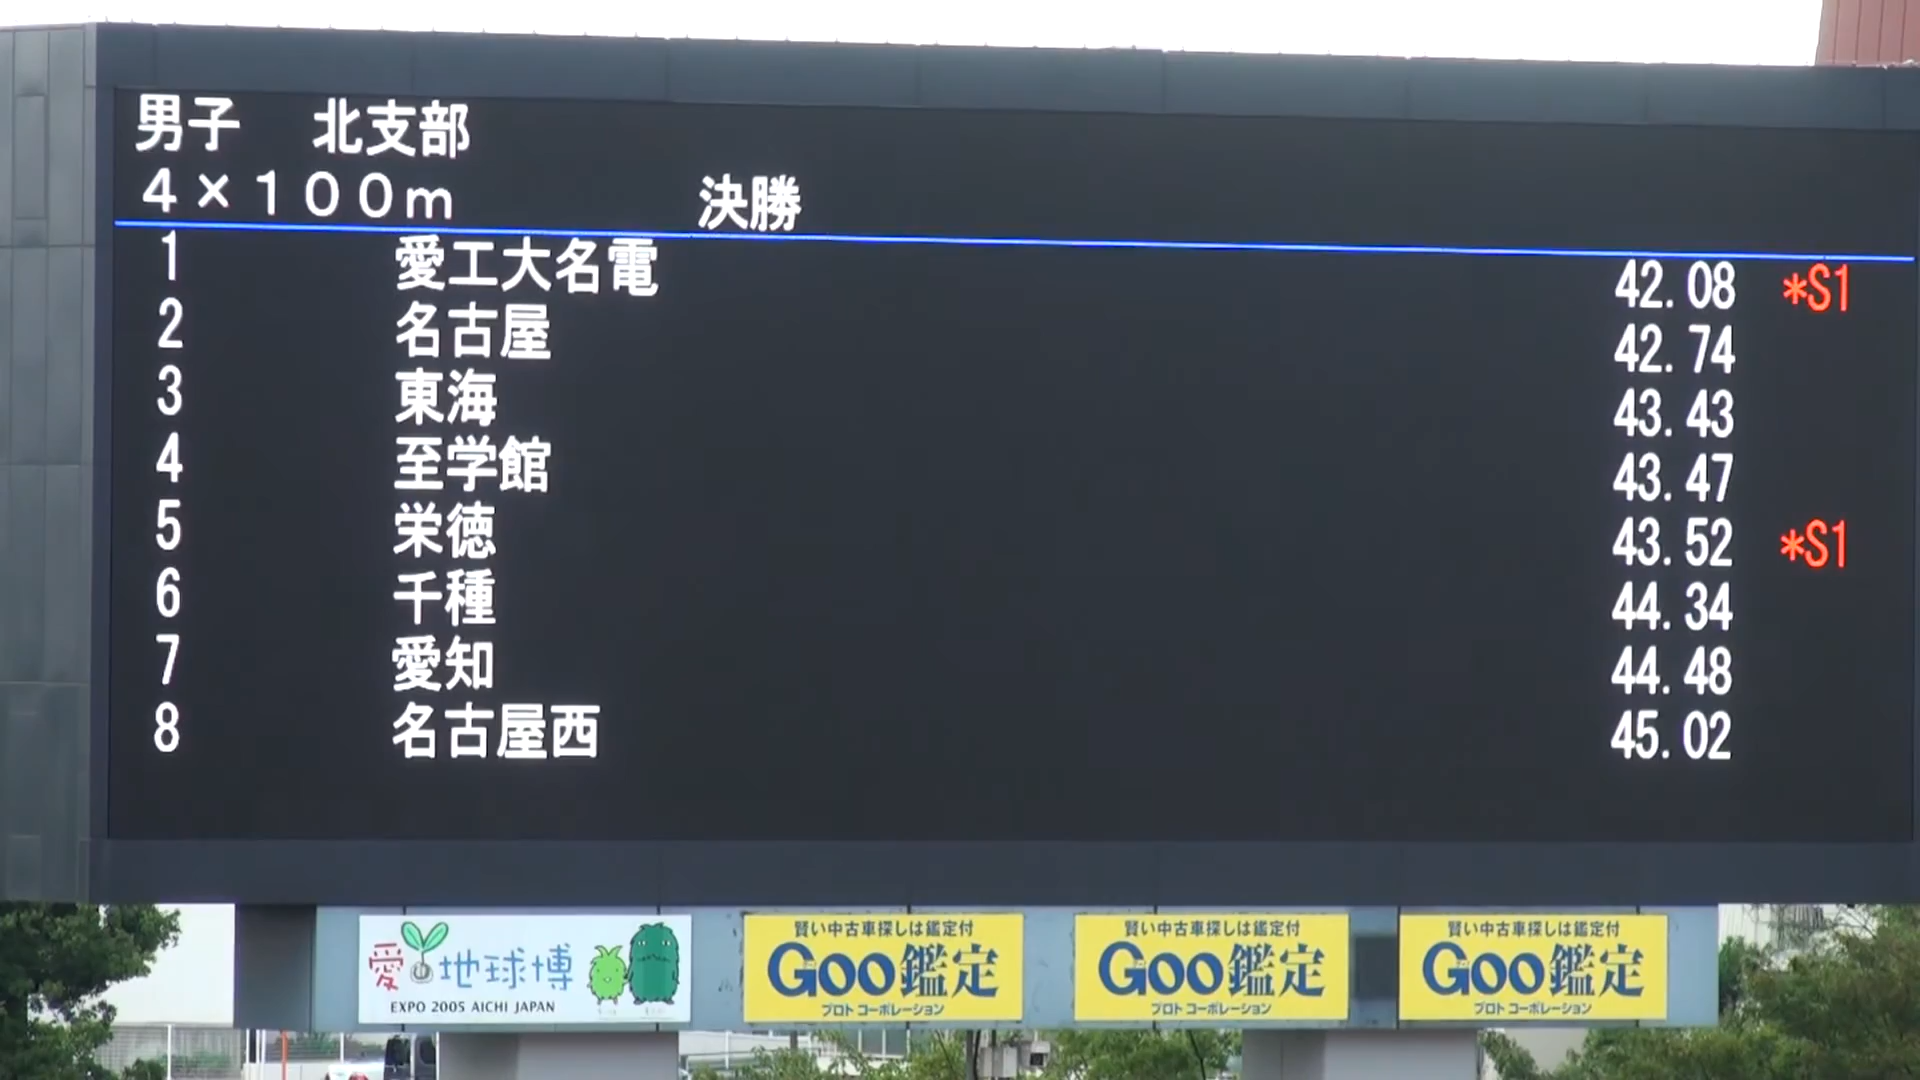 男子 北支部
4×100m 決勝
1 愛工大名電 42.08 *S1
2 名古屋 42.74
3 東海 43.43
4 至学館 43.47
5 栄徳 43.52 *S1
6 千種 44.34
7 愛知 44.48
8 名古屋西 45.02
愛・地球博
EXPO 2005 AICHI JAPAN
賢い中古車探しは鑑定付
Goo鑑定
プロトコーポレーション
賢い中古車探しは鑑定付
Goo鑑定
プロトコーポレーション
賢い中古車探しは鑑定付
Goo鑑定
プロトコーポレーション